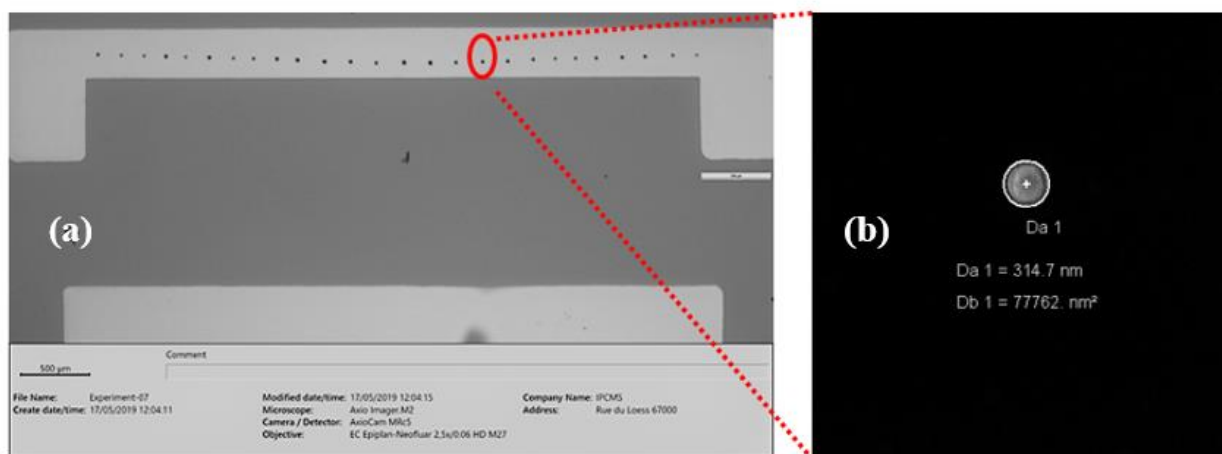 (a)
Comment
500 µm
File Name: Experiment-07
Create date/time: 17/05/2019 12:04:11
Modified date/time: 17/05/2019 12:04:15
Microscope: Axio Imager.M2
Camera / Detector: AxioCam MRc5
Objective: EC Epiplan-Neofluar 2,5x/0.06 HD M27
Company Name: IPCMS
Address: Rue du Loess 67000
(b)
Da 1
Da 1 = 314.7 nm
Db 1 = 77762. nm²